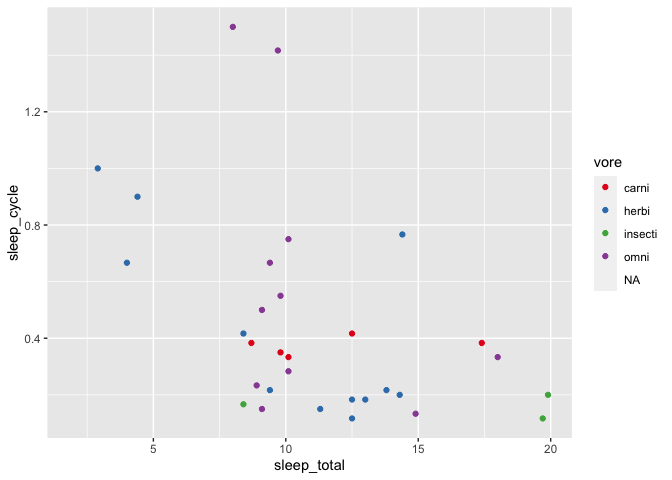 1.2
0.8
0.4
sleep_cycle
5 10 15 20
sleep_total
vore
carni
herbi
insecti
omni
NA